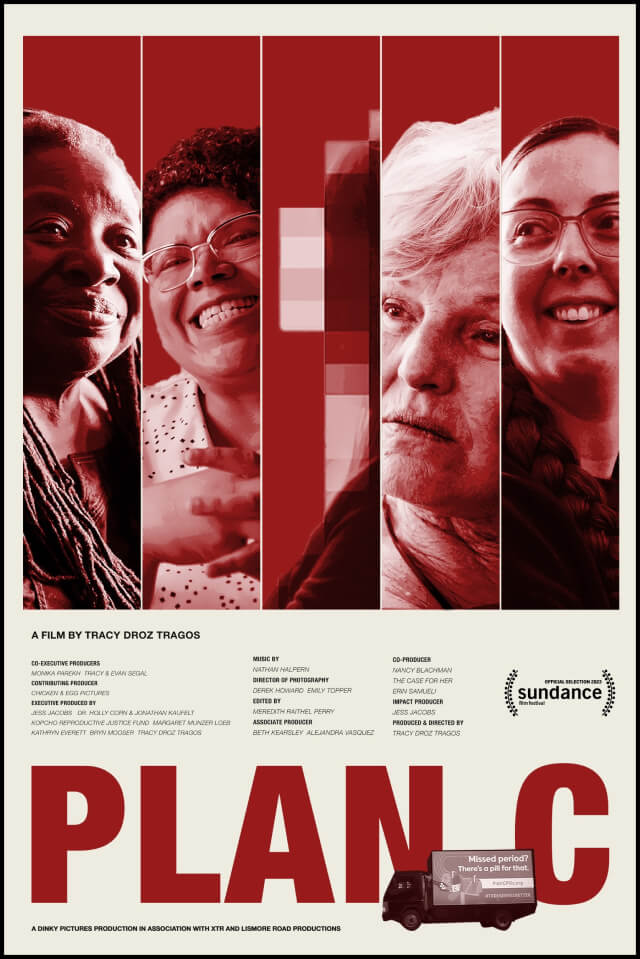 A FILM BY TRACY DROZ TRAGOS
CO-EXECUTIVE PRODUCERS
MONIKA PAREKH TRACY & EVAN SEGAL
CONTRIBUTING PRODUCER
CHICKEN & EGG PICTURES
EXECUTIVE PRODUCED BY
JESS JACOBS DR. HOLLY CORN & JONATHAN KAUFELT
KOPCHO REPRODUCTIVE JUSTICE FUND MARGARET MUNZER LOEB
KATHRYN EVERETT BRYN MOOSER TRACY DROZ TRAGOS
MUSIC BY
NATHAN HALPERN
DIRECTOR OF PHOTOGRAPHY
DEREK HOWARD EMILY TOPPER
EDITED BY
MEREDITH RAITHEL PERRY
ASSOCIATE PRODUCER
BETH KEARSLEY ALEJANDRA VASQUEZ
CO-PRODUCER
NANCY BLACHMAN
THE CASE FOR HER
ERIN SAMUELI
IMPACT PRODUCER
JESS JACOBS
PRODUCED & DIRECTED BY
TRACY DROZ TRAGOS
OFFICIAL SELECTION 2023
sundance
film festival
PLAN C
Missed period?
There's a pill for that.
PlanCPills.org
A DINKY PICTURES PRODUCTION IN ASSOCIATION WITH XTR AND LISMORE ROAD PRODUCTIONS